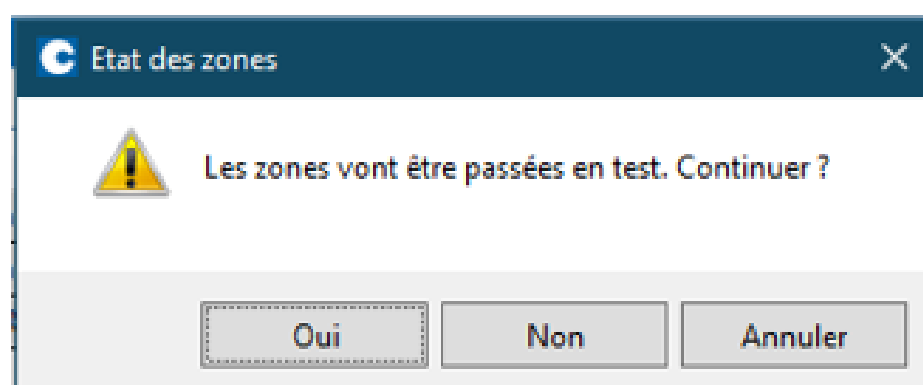 Etat des zones
Les zones vont être passées en test. Continuer ?
Oui
Non
Annuler